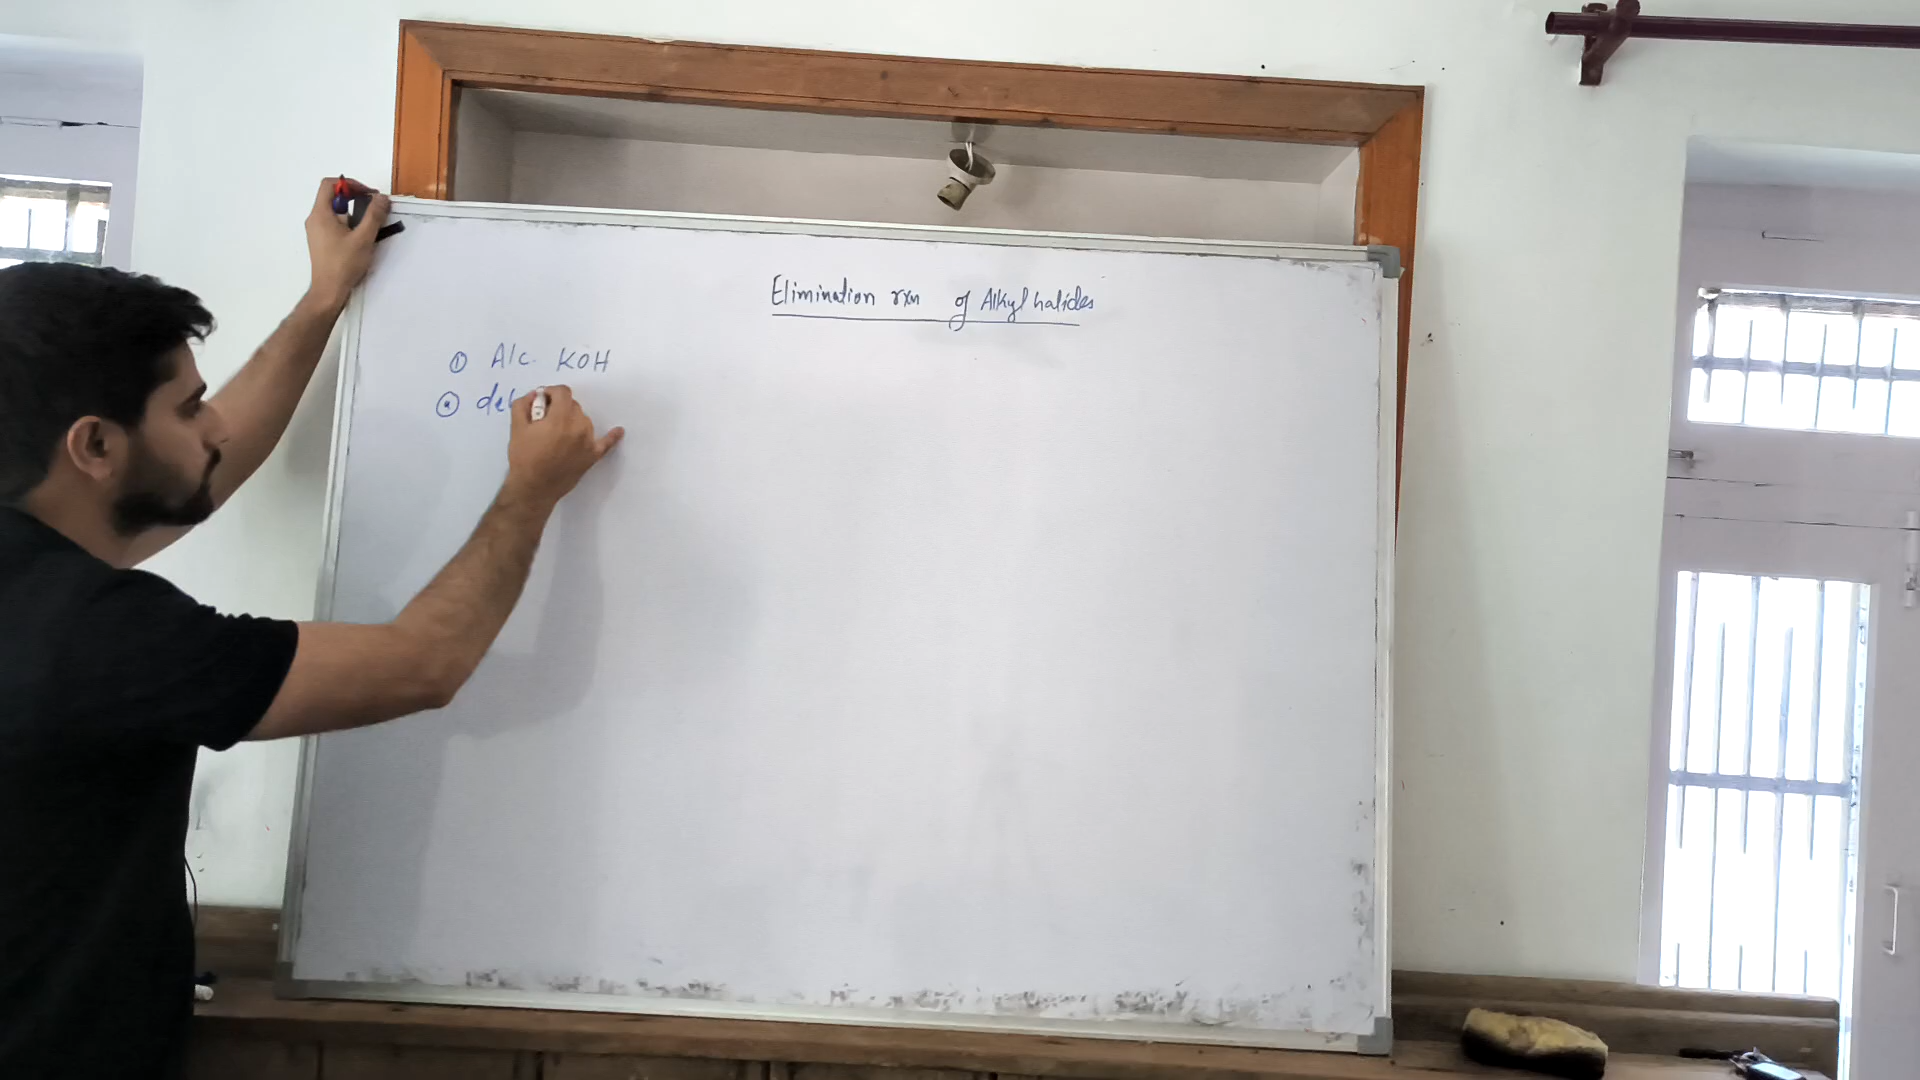 Elimination rxn of Alkyl halides
① Alc. KOH